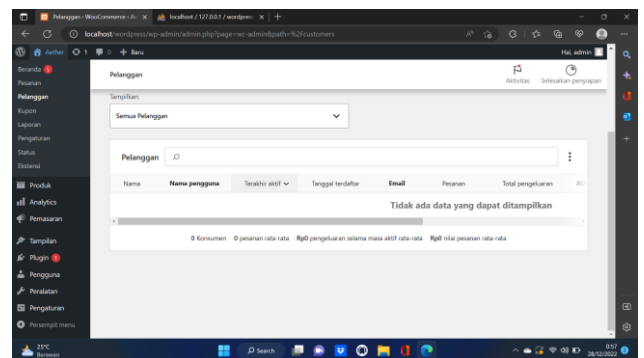 Pelanggan ‹ WooCommerce ‹ A
localhost / 127.0.0.1 / wordpres
localhost/wordpress/wp-admin/admin.php?page=wc-admin&path=%2Fcustomers
Aether 1 0 + Baru
Hai, admin
Beranda 6
Pesanan
Pelanggan
Kupon
Laporan
Pengaturan
Status
Ekstensi
Produk
Analytics
Pemasaran
Tampilan
Plugin 1
Pengguna
Peralatan
Pengaturan
Persempit menu
Pelanggan
Aktivitas Selesaikan penyiapan
Tampilkan:
Semua Pelanggan
Pelanggan
Nama Nama pengguna Terakhir aktif Tanggal terdaftar Email Pesanan Total pengeluaran AO
Tidak ada data yang dapat ditampilkan
0 Konsumen 0 pesanan rata-rata Rp0 pengeluaran selama masa aktif rata-rata Rp0 nilai pesanan rata-rata
25°C
Berawan
Search
0:57
28/12/2022